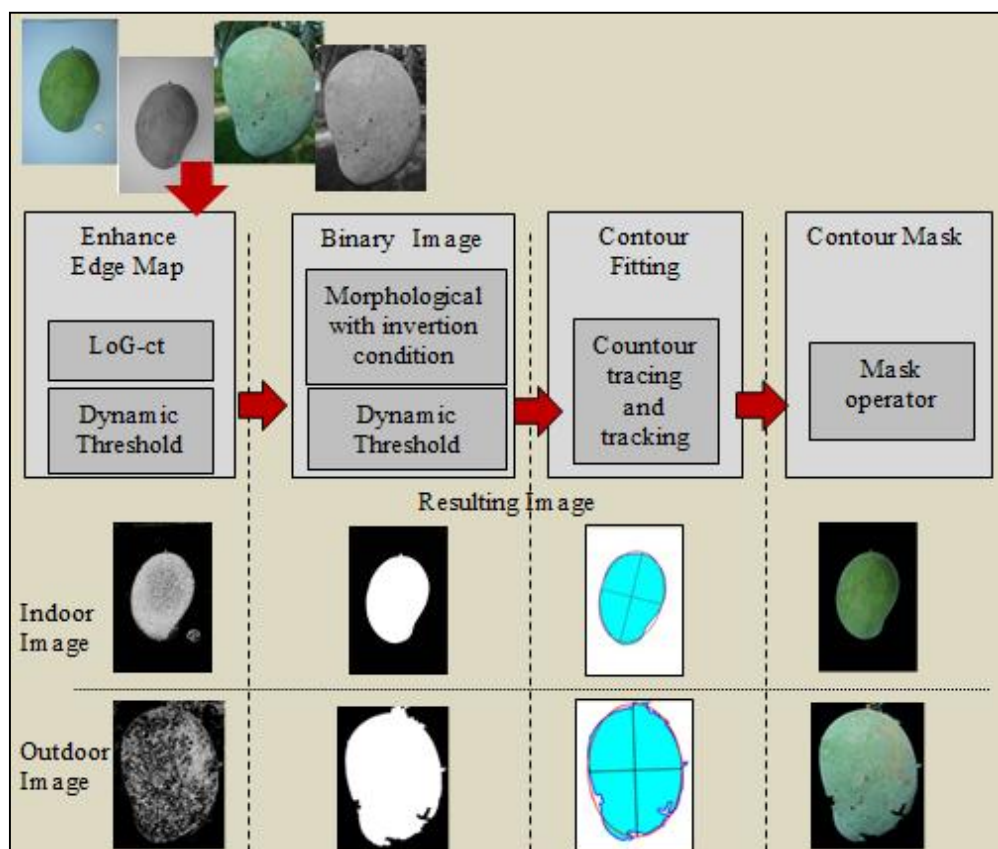 Enhance
Edge Map
LoG-ct
Dynamic
Threshold
Binary Image
Morphological
with invertion
condition
Dynamic
Threshold
Contour
Fitting
Countour
tracing
and
tracking
Contour Mask
Mask
operator
Resulting Image
Indoor
Image
Outdoor
Image